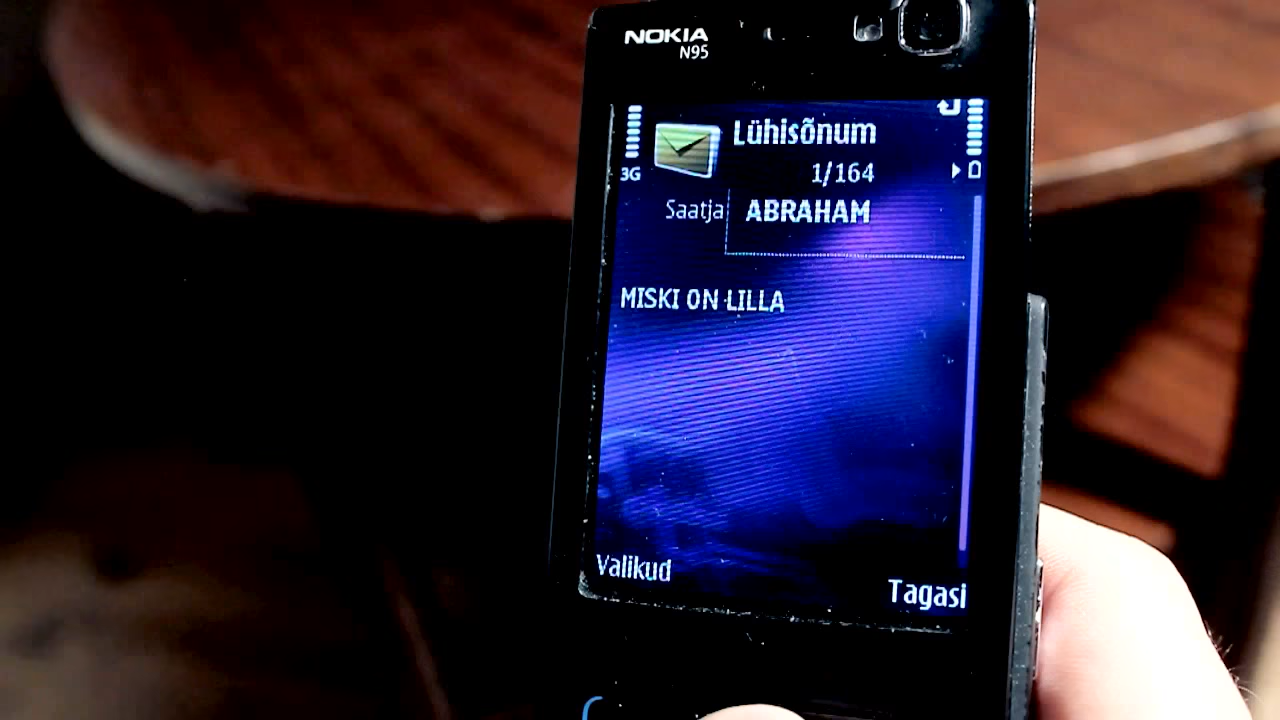 NOKIA
N95
Lühisõnum
3G
1/164
Saatja ABRAHAM
MISKI ON LILLA
Valikud
Tagasi